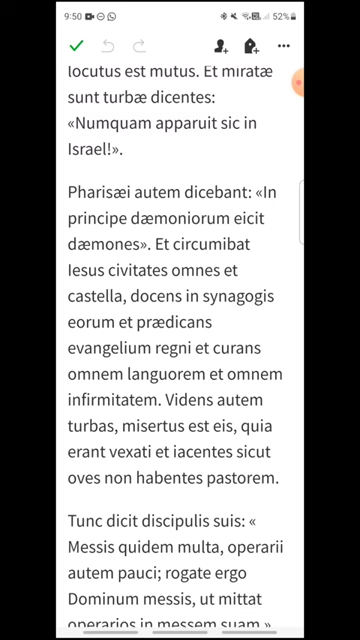 9:50
52%
locutus est mutus. Et miratæ
sunt turbæ dicentes:
«Numquam apparuit sic in
Israel!».
Pharisæi autem dicebant: «In
principe dæmoniorum eicit
dæmones». Et circumibat
Iesus civitates omnes et
castella, docens in synagogis
eorum et prædicans
evangelium regni et curans
omnem languorem et omnem
infirmitatem. Videns autem
turbas, misertus est eis, quia
erant vexati et iacentes sicut
oves non habentes pastorem.
Tunc dicit discipulis suis: «
Messis quidem multa, operarii
autem pauci; rogate ergo
Dominum messis, ut mittat
operarios in messem suam »